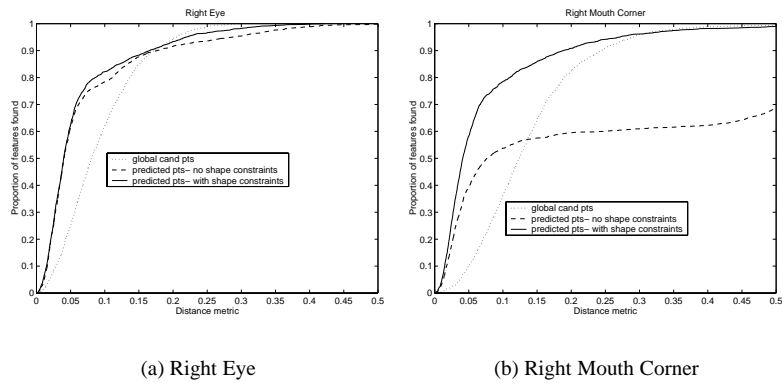 Right Eye
1
0.9
0.8
0.7
0.6
0.5
0.4
0.3
0.2
0.1
0
Proportion of features found
global cand pts
predicted pts- no shape constraints
predicted pts- with shape constraints
0 0.05 0.1 0.15 0.2 0.25 0.3 0.35 0.4 0.45 0.5
Distance metric
(a) Right Eye
Right Mouth Corner
1
0.9
0.8
0.7
0.6
0.5
0.4
0.3
0.2
0.1
0
Proportion of features found
global cand pts
predicted pts- no shape constraints
predicted pts- with shape constraints
0 0.05 0.1 0.15 0.2 0.25 0.3 0.35 0.4 0.45 0.5
Distance metric
(b) Right Mouth Corner